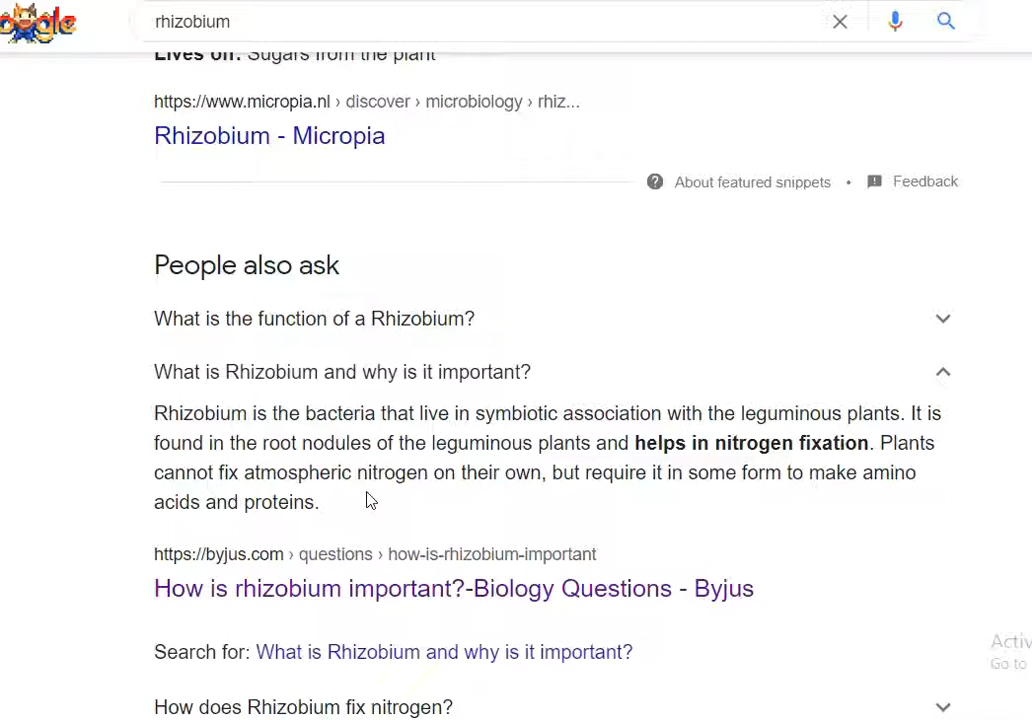 rhizobium
Lives off: Sugars from the plant
https://www.micropia.nl › discover › microbiology › rhiz...
Rhizobium - Micropia
About featured snippets • Feedback
People also ask
What is the function of a Rhizobium?
What is Rhizobium and why is it important?
Rhizobium is the bacteria that live in symbiotic association with the leguminous plants. It is
found in the root nodules of the leguminous plants and helps in nitrogen fixation. Plants
cannot fix atmospheric nitrogen on their own, but require it in some form to make amino
acids and proteins.
https://byjus.com › questions › how-is-rhizobium-important
How is rhizobium important?-Biology Questions - Byjus
Activ
Search for: What is Rhizobium and why is it important?
Go to
How does Rhizobium fix nitrogen?